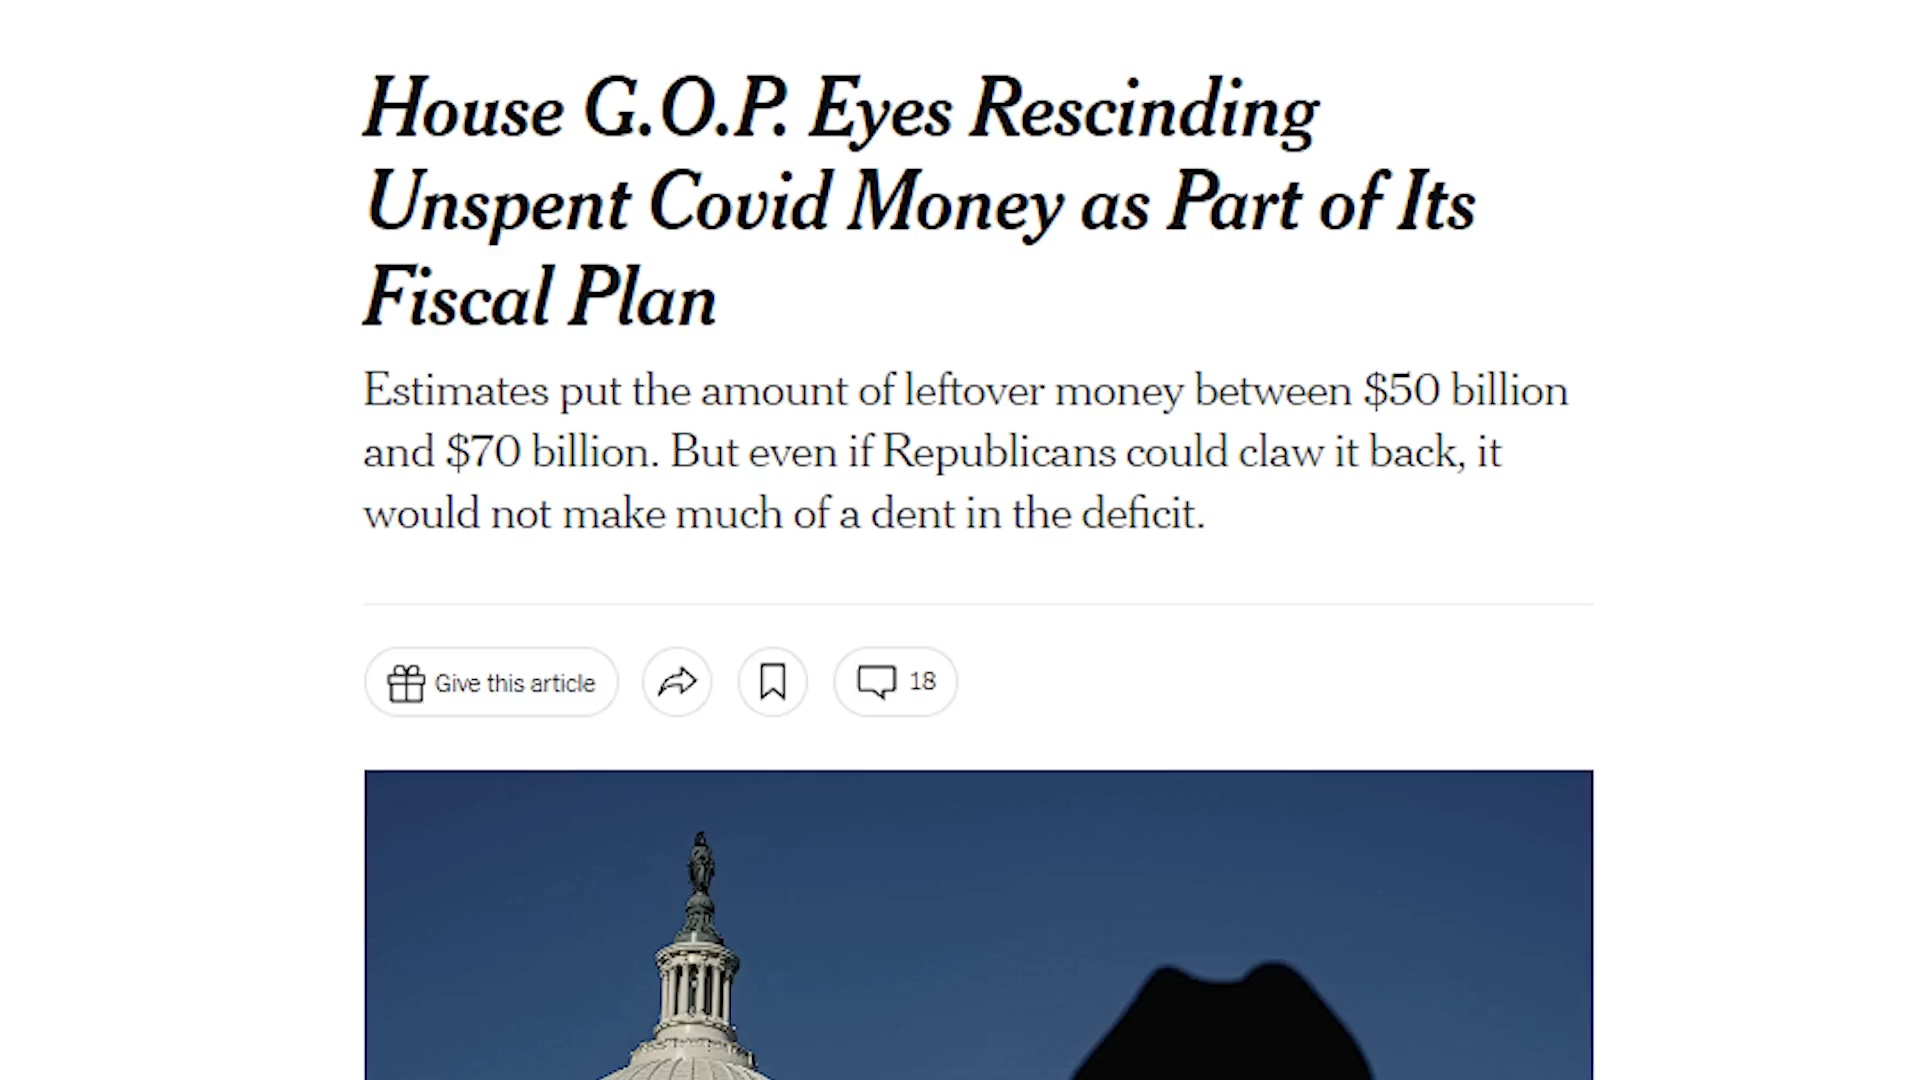 House G.O.P. Eyes Rescinding
Unspent Covid Money as Part of Its
Fiscal Plan
Estimates put the amount of leftover money between $50 billion
and $70 billion. But even if Republicans could claw it back, it
would not make much of a dent in the deficit.
Give this article
18